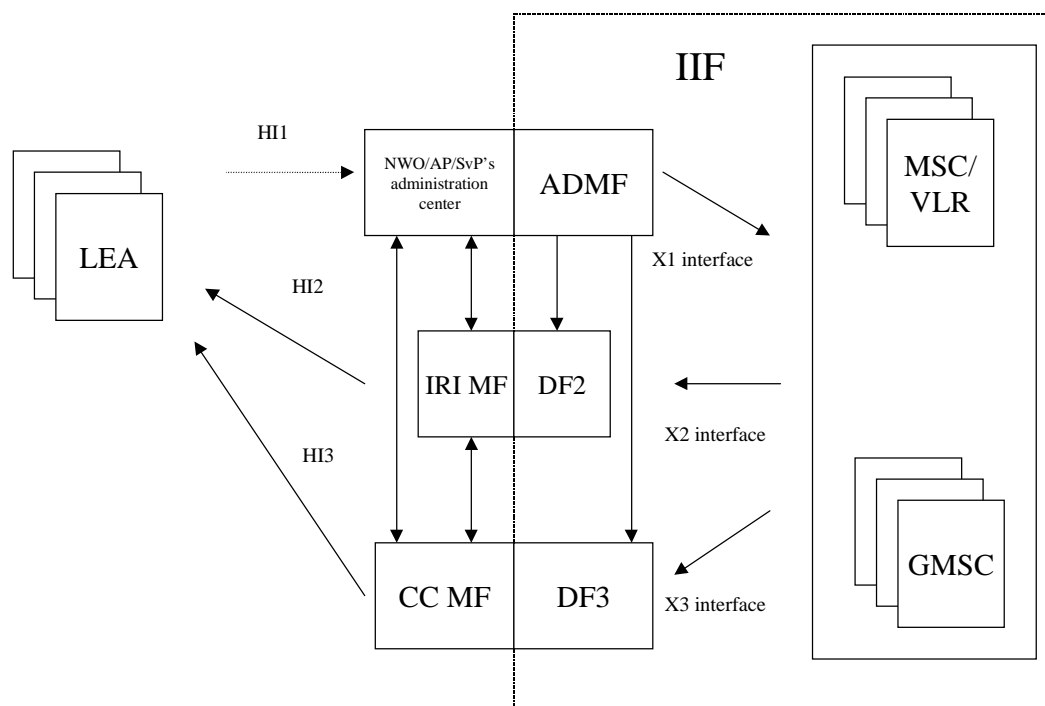 IIF
HI1
NWO/AP/SvP's
administration
center
ADMF
MSC/
VLR
LEA
X1 interface
HI2
IRI MF
DF2
X2 interface
HI3
GMSC
CC MF
DF3
X3 interface